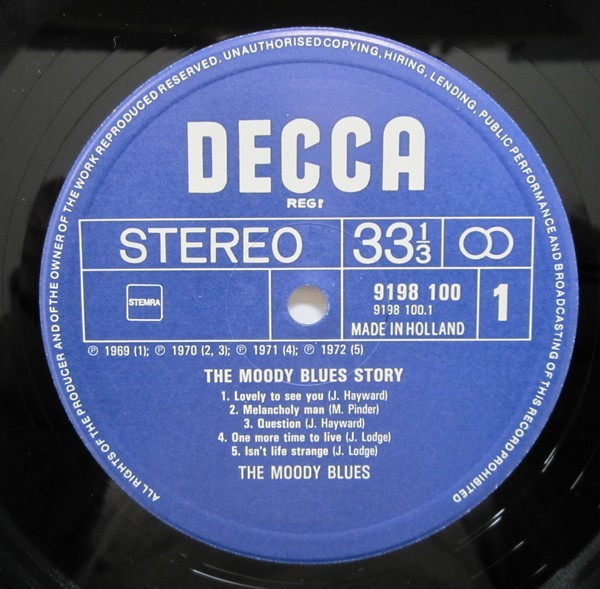 ALL RIGHTS OF THE PRODUCER AND OF THE OWNER OF THE WORK REPRODUCED RESERVED. UNAUTHORISED COPYING, HIRING, LENDING, PUBLIC PERFORMANCE AND BROADCASTING OF THIS RECORD PROHIBITED
DECCA
REGD
STEREO
33 1/3
STEMRA
9198 100
9198 100.1
MADE IN HOLLAND
1
℗ 1969 (1); ℗ 1970 (2, 3); ℗ 1971 (4); ℗ 1972 (5)
THE MOODY BLUES STORY
1. Lovely to see you (J. Hayward)
2. Melancholy man (M. Pinder)
3. Question (J. Hayward)
4. One more time to live (J. Lodge)
5. Isn't life strange (J. Lodge)
THE MOODY BLUES